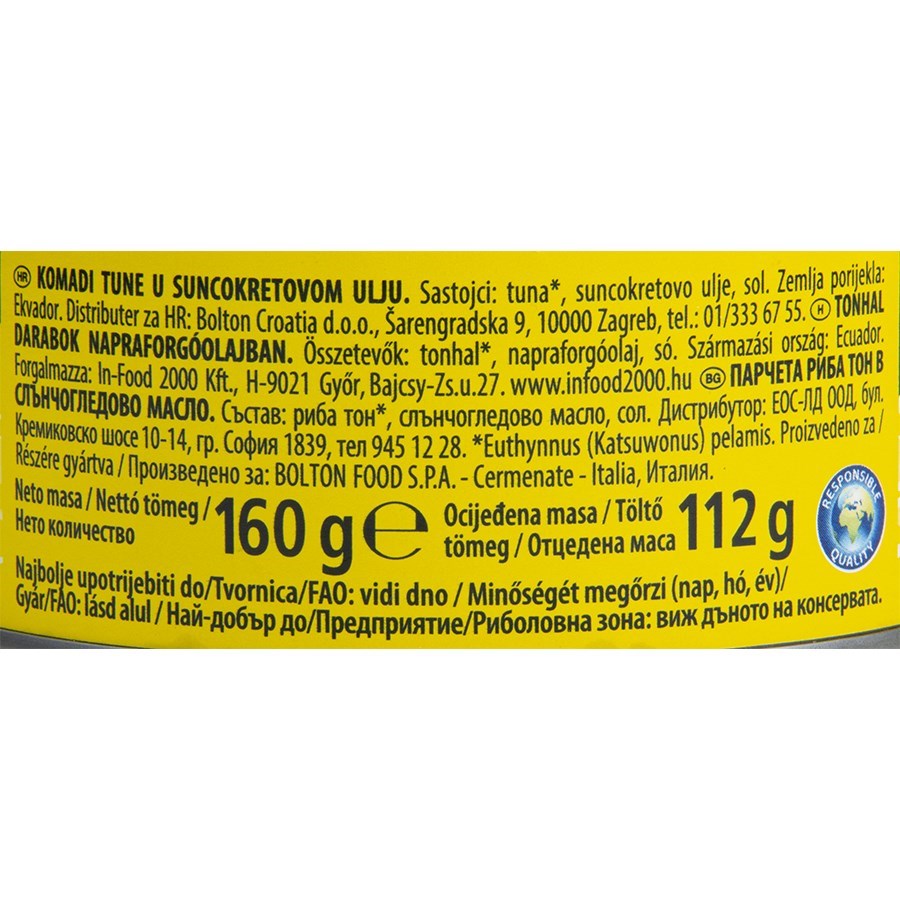 HR KOMADI TUNE U SUNCOKRETOVOM ULJU. Sastojci: tuna*, suncokretovo ulje, sol. Zemlja porijekla:
Ekvador. Distributer za HR: Bolton Croatia d.o.o., Šarengradska 9, 10000 Zagreb, tel.: 01/333 67 55. H TONHAL
DARABOK NAPRAFORGÓOLAJBAN. Összetevők: tonhal*, napraforgóolaj, só. Származási ország: Ecuador.
Forgalmazza: In-Food 2000 Kft., H-9021 Győr, Bajcsy-Zs.u.27. www.infood2000.hu BG ПАРЧЕТА РИБА ТОН В
СЛЪНЧОГЛЕДОВО МАСЛО. Състав: риба тон*, слънчогледово масло, сол. Дистрибутор: ЕОС-ЛД ООД, бул.
Кремиковско шосе 10-14, гр. София 1839, тел 945 12 28. *Euthynnus (Katsuwonus) pelamis. Proizvedeno za /
Részére gyártva / Произведено за: BOLTON FOOD S.P.A. - Cermenate - Italia, Италия.
Neto masa / Nettó tömeg /
Нето количество
160 g ℮
Ocijeđena masa / Töltő
tömeg / Отцедена маса
112 g
RESPONSIBLE
QUALITY
Najbolje upotrijebiti do/Tvornica/FAO: vidi dno / Minőségét megőrzi (nap, hó, év)/
Gyár/FAO: lásd alul / Най-добър до/Предприятие/Риболовна зона: виж дъното на консервата.